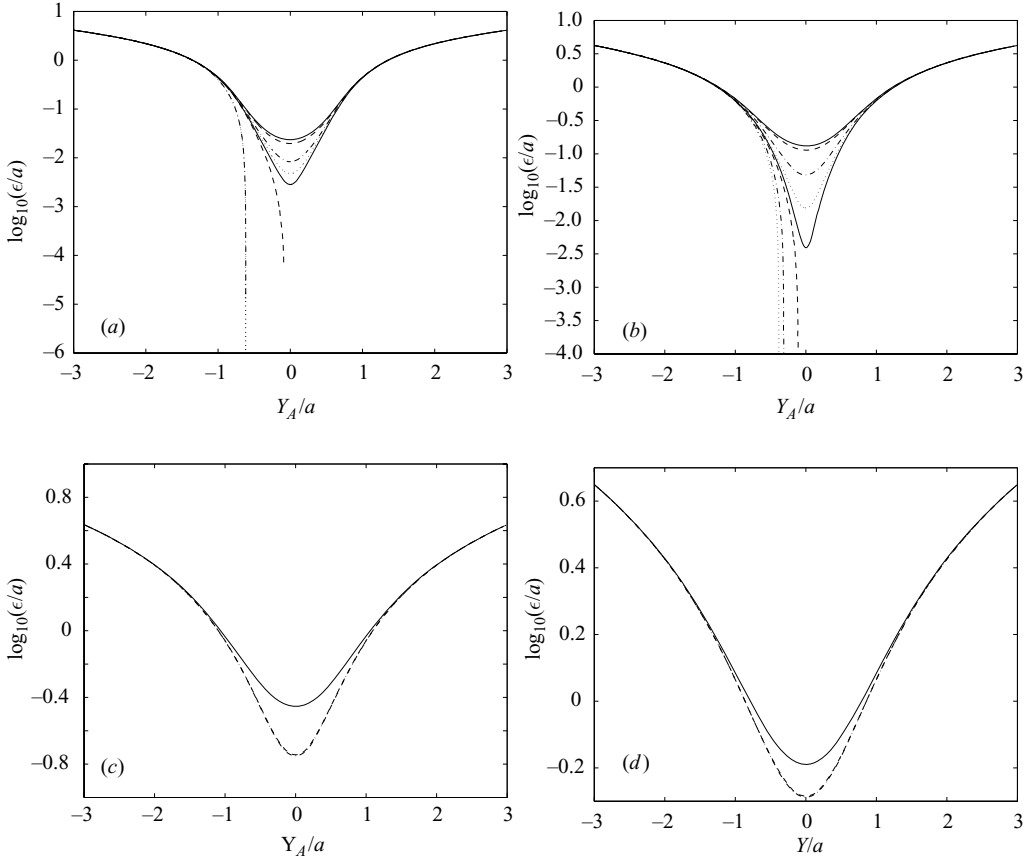 1
0
–1
–2
–3
–4
–5
–6
log10(ϵ/a)
(a)
–3 –2 –1 0 1 2 3
Y_A/a
1.0
0.5
0
–0.5
–1.0
–1.5
–2.0
–2.5
–3.0
–3.5
–4.0
log10(ϵ/a)
(b)
–3 –2 –1 0 1 2 3
Y_A/a
0.8
0.4
0
–0.4
–0.8
log10(ϵ/a)
(c)
–3 –2 –1 0 1 2 3
Y_A/a
0.6
0.4
0.2
0
–0.2
log10(ϵ/a)
(d)
–3 –2 –1 0 1 2 3
Y/a